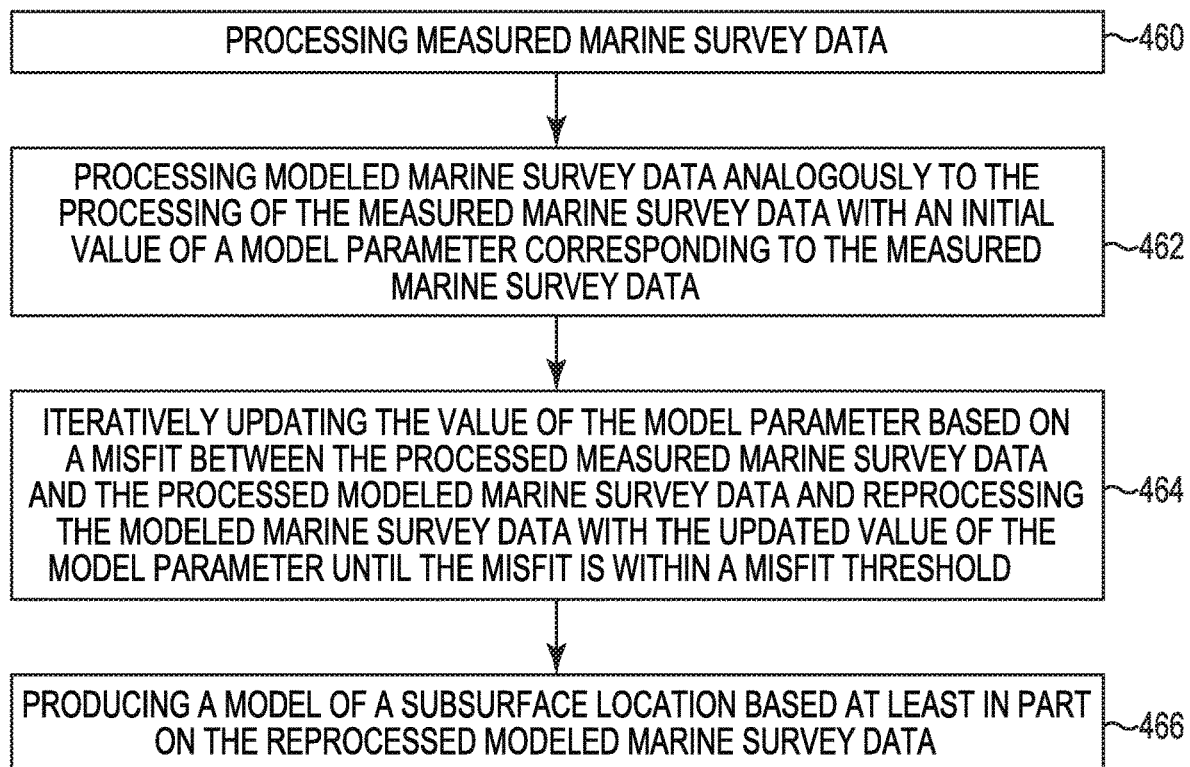 PROCESSING MEASURED MARINE SURVEY DATA
460
PROCESSING MODELED MARINE SURVEY DATA ANALOGOUSLY TO THE
PROCESSING OF THE MEASURED MARINE SURVEY DATA WITH AN INITIAL
VALUE OF A MODEL PARAMETER CORRESPONDING TO THE MEASURED
MARINE SURVEY DATA
462
ITERATIVELY UPDATING THE VALUE OF THE MODEL PARAMETER BASED ON
A MISFIT BETWEEN THE PROCESSED MEASURED MARINE SURVEY DATA
AND THE PROCESSED MODELED MARINE SURVEY DATA AND REPROCESSING
THE MODELED MARINE SURVEY DATA WITH THE UPDATED VALUE OF THE
MODEL PARAMETER UNTIL THE MISFIT IS WITHIN A MISFIT THRESHOLD
464
PRODUCING A MODEL OF A SUBSURFACE LOCATION BASED AT LEAST IN PART
ON THE REPROCESSED MODELED MARINE SURVEY DATA
466